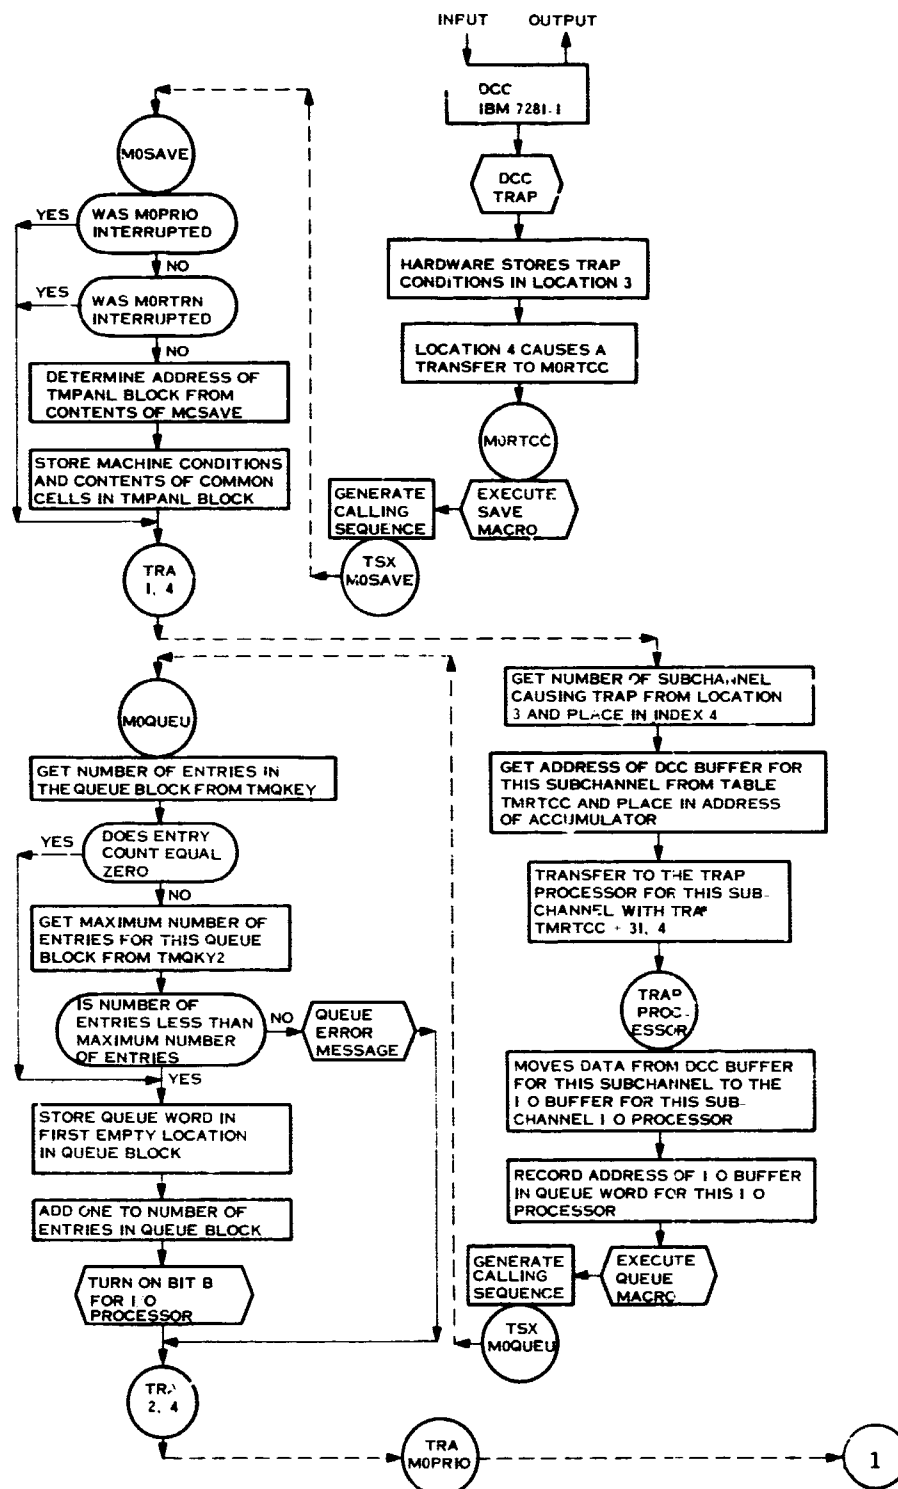 INPUT
OUTPUT
DCC
IBM 7281-1
DCC
TRAP
HARDWARE STORES TRAP
CONDITIONS IN LOCATION 3
LOCATION 4 CAUSES A
TRANSFER TO M0RTCC
M0RTCC
EXECUTE
SAVE
MACRO
GENERATE
CALLING
SEQUENCE
TSX
M0SAVE
M0SAVE
YES
WAS M0PRIO
INTERRUPTED
NO
YES
WAS M0RTRN
INTERRUPTED
NO
DETERMINE ADDRESS OF
TMPANL BLOCK FROM
CONTENTS OF MCSAVE
STORE MACHINE CONDITIONS
AND CONTENTS OF COMMON
CELLS IN TMPANL BLOCK
TRA
1, 4
GET NUMBER OF SUBCHANNEL
CAUSING TRAP FROM LOCATION
3 AND PLACE IN INDEX 4
GET ADDRESS OF DCC BUFFER FOR
THIS SUBCHANNEL FROM TABLE
TMRTCC AND PLACE IN ADDRESS
OF ACCUMULATOR
TRANSFER TO THE TRAP
PROCESSOR FOR THIS SUB-
CHANNEL WITH TRAP
TMRTCC + 31, 4
TRAP
PROC-
ESSOR
MOVES DATA FROM DCC BUFFER
FOR THIS SUBCHANNEL TO THE
I O BUFFER FOR THIS SUB-
CHANNEL I O PROCESSOR
RECORD ADDRESS OF I O BUFFER
IN QUEUE WORD FOR THIS I O
PROCESSOR
EXECUTE
QUEUE
MACRO
GENERATE
CALLING
SEQUENCE
TSX
M0QUEU
M0QUEU
GET NUMBER OF ENTRIES IN
THE QUEUE BLOCK FROM TMQKEY
YES
DOES ENTRY
COUNT EQUAL
ZERO
NO
GET MAXIMUM NUMBER OF
ENTRIES FOR THIS QUEUE
BLOCK FROM TMQKY2
IS NUMBER OF
ENTRIES LESS THAN
MAXIMUM NUMBER
OF ENTRIES
NO
QUEUE
ERROR
MESSAGE
YES
STORE QUEUE WORD IN
FIRST EMPTY LOCATION
IN QUEUE BLOCK
ADD ONE TO NUMBER OF
ENTRIES IN QUEUE BLOCK
TURN ON BIT B
FOR I O
PROCESSOR
TRA
2, 4
TRA
M0PRIO
1